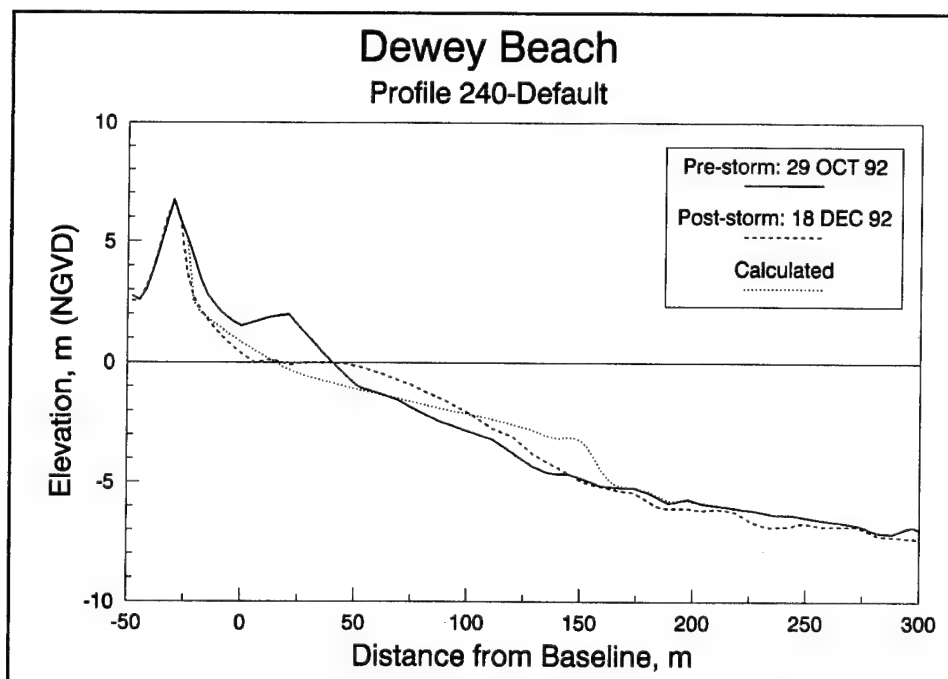 Dewey Beach
Profile 240-Default
Pre-storm: 29 OCT 92
Post-storm: 18 DEC 92
Calculated
Elevation, m (NGVD)
10
5
0
-5
-10
-50 0 50 100 150 200 250 300
Distance from Baseline, m